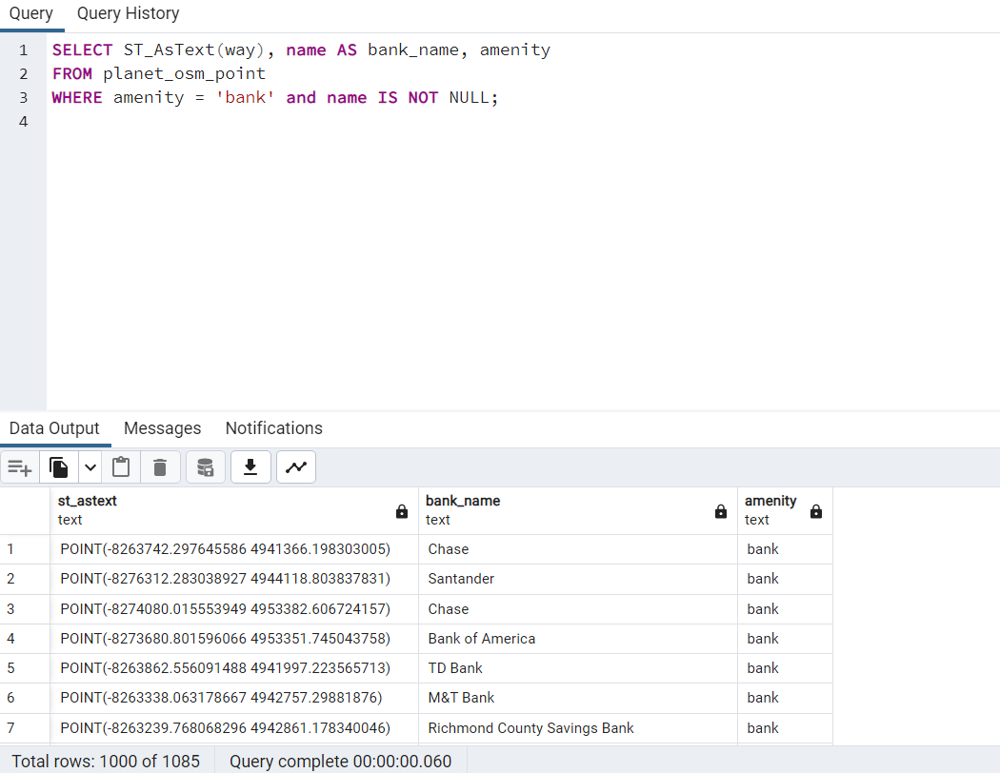 Query Query History
1 SELECT ST_AsText(way), name AS bank_name, amenity
2 FROM planet_osm_point
3 WHERE amenity = 'bank' and name IS NOT NULL;
4
Data Output Messages Notifications
st_astext bank_name amenity
text text text
1 POINT(-8263742.297645586 4941366.198303005) Chase bank
2 POINT(-8276312.283038927 4944118.803837831) Santander bank
3 POINT(-8274080.015553949 4953382.606724157) Chase bank
4 POINT(-8273680.801596066 4953351.745043758) Bank of America bank
5 POINT(-8263862.556091488 4941997.223565713) TD Bank bank
6 POINT(-8263338.063178667 4942757.29881876) M&T Bank bank
7 POINT(-8263239.768068296 4942861.178340046) Richmond County Savings Bank bank
Total rows: 1000 of 1085 Query complete 00:00:00.060